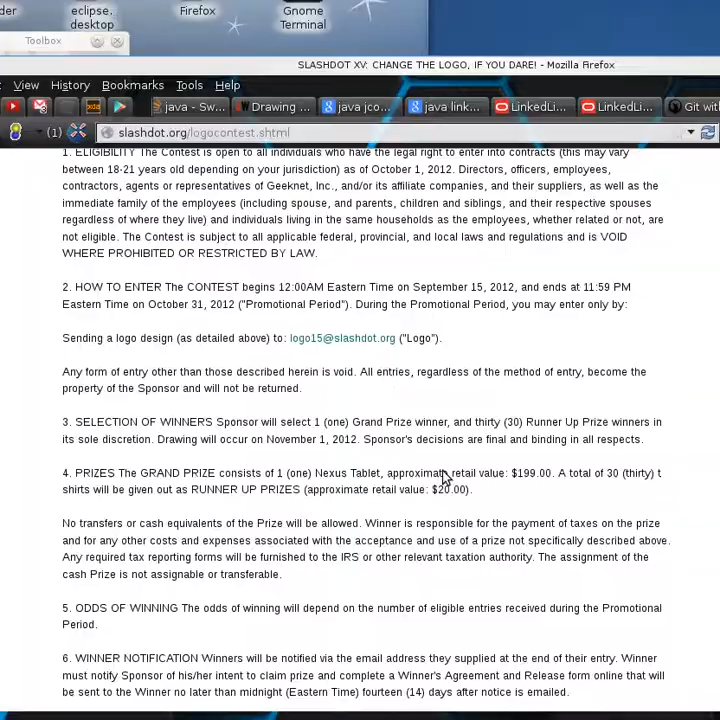 der
eclipse.
desktop
Firefox
Gnome
Terminal
Toolbox
SLASHDOT XV: CHANGE THE LOGO, IF YOU DARE! - Mozilla Firefox
View History Bookmarks Tools Help
java - Sw... Drawing ... java jco... java link... LinkedLi... LinkedLi... Git with
(1) slashdot.org/logocontest.shtml
1. ELIGIBILITY The Contest is open to all individuals who have the legal right to enter into contracts (this may vary
between 18-21 years old depending on your jurisdiction) as of October 1, 2012. Directors, officers, employees,
contractors, agents or representatives of Geeknet, Inc., and/or its affiliate companies, and their suppliers, as well as the
immediate family of the employees (including spouse, and parents, children and siblings, and their respective spouses
regardless of where they live) and individuals living in the same households as the employees, whether related or not, are
not eligible. The Contest is subject to all applicable federal, provincial, and local laws and regulations and is VOID
WHERE PROHIBITED OR RESTRICTED BY LAW.
2. HOW TO ENTER The CONTEST begins 12:00AM Eastern Time on September 15, 2012, and ends at 11:59 PM
Eastern Time on October 31, 2012 ("Promotional Period"). During the Promotional Period, you may enter only by:
Sending a logo design (as detailed above) to: logo15@slashdot.org ("Logo").
Any form of entry other than those described herein is void. All entries, regardless of the method of entry, become the
property of the Sponsor and will not be returned.
3. SELECTION OF WINNERS Sponsor will select 1 (one) Grand Prize winner, and thirty (30) Runner Up Prize winners in
its sole discretion. Drawing will occur on November 1, 2012. Sponsor's decisions are final and binding in all respects.
4. PRIZES The GRAND PRIZE consists of 1 (one) Nexus Tablet, approximate retail value: $199.00. A total of 30 (thirty) t
shirts will be given out as RUNNER UP PRIZES (approximate retail value: $20.00).
No transfers or cash equivalents of the Prize will be allowed. Winner is responsible for the payment of taxes on the prize
and for any other costs and expenses associated with the acceptance and use of a prize not specifically described above.
Any required tax reporting forms will be furnished to the IRS or other relevant taxation authority. The assignment of the
cash Prize is not assignable or transferable.
5. ODDS OF WINNING The odds of winning will depend on the number of eligible entries received during the Promotional
Period.
6. WINNER NOTIFICATION Winners will be notified via the email address they supplied at the end of their entry. Winner
must notify Sponsor of his/her intent to claim prize and complete a Winner's Agreement and Release form online that will
be sent to the Winner no later than midnight (Eastern Time) fourteen (14) days after notice is emailed.